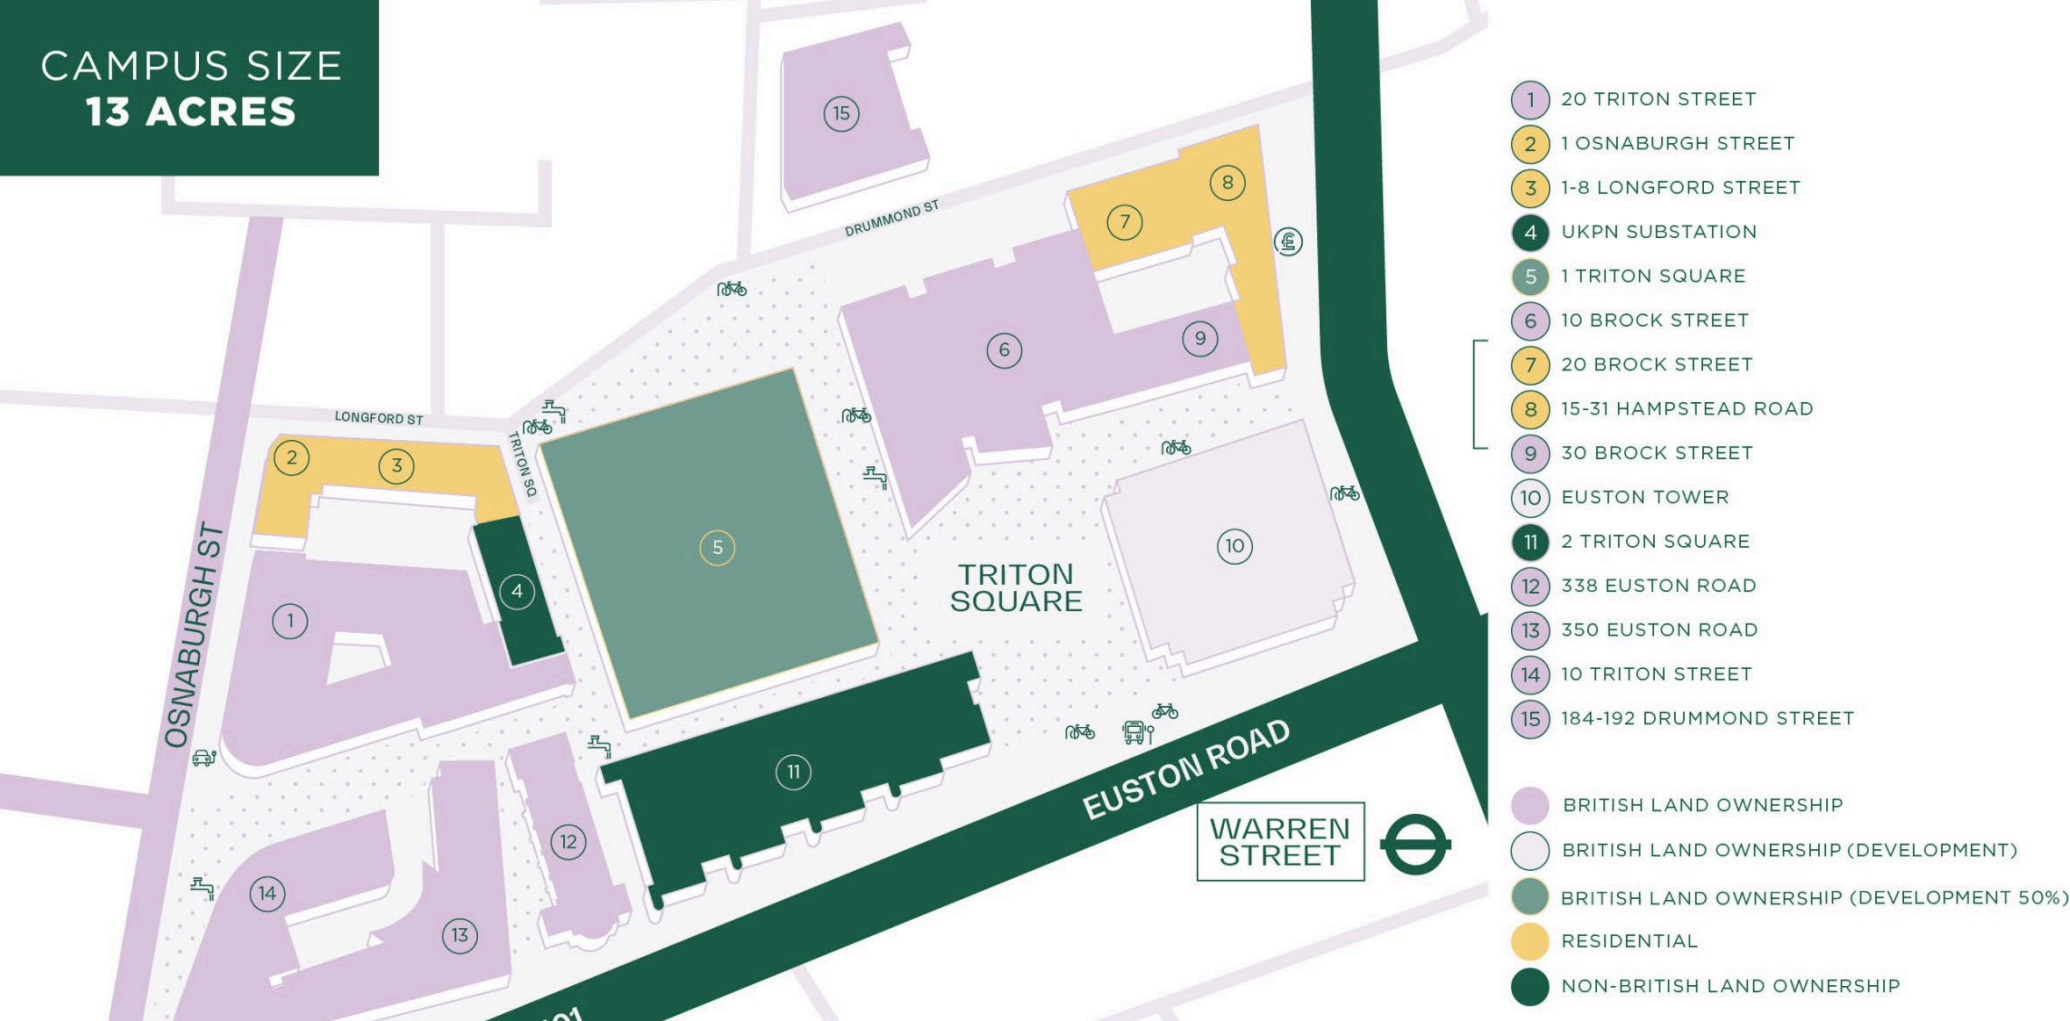 CAMPUS SIZE
13 ACRES
15
DRUMMOND ST
8
7
£
6
9
LONGFORD ST
2
3
TRITON SQ
5
10
4
1
TRITON
SQUARE
OSNABURGH ST
11
12
14
13
EUSTON ROAD
WARREN
STREET
1 20 TRITON STREET
2 1 OSNABURGH STREET
3 1-8 LONGFORD STREET
4 UKPN SUBSTATION
5 1 TRITON SQUARE
6 10 BROCK STREET
7 20 BROCK STREET
8 15-31 HAMPSTEAD ROAD
9 30 BROCK STREET
10 EUSTON TOWER
11 2 TRITON SQUARE
12 338 EUSTON ROAD
13 350 EUSTON ROAD
14 10 TRITON STREET
15 184-192 DRUMMOND STREET
BRITISH LAND OWNERSHIP
BRITISH LAND OWNERSHIP (DEVELOPMENT)
BRITISH LAND OWNERSHIP (DEVELOPMENT 50%)
RESIDENTIAL
NON-BRITISH LAND OWNERSHIP